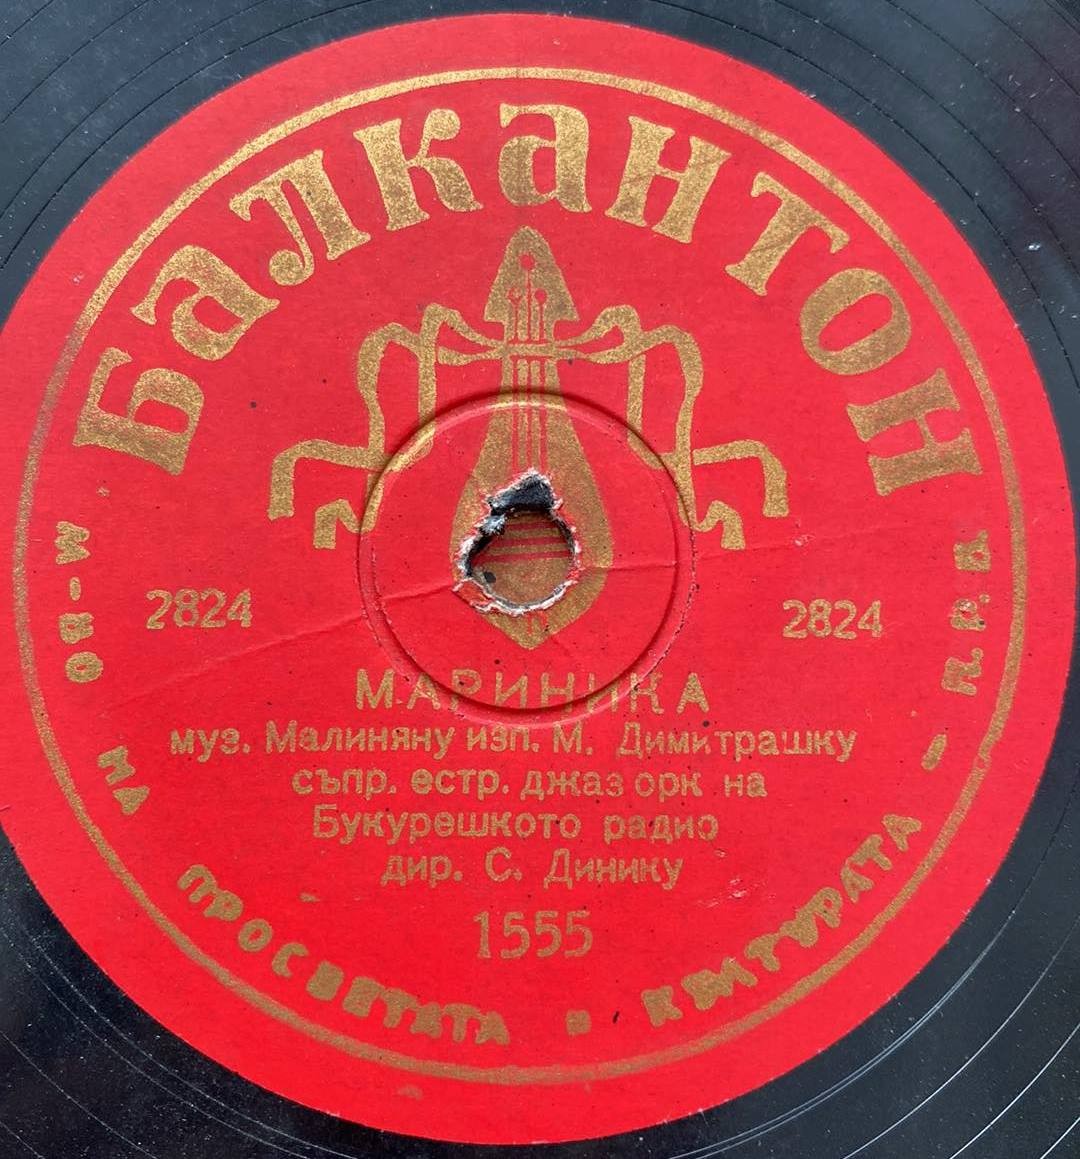 Балкантон
2824 2824
МАРИНИКА
муз. Малиняну изп. М. Димитрашку
съпр. естр. джаз орк на
Букурешкото радио
дир. С. Динику
1555
М-ВО НА ПРОСВЕТАТА И КУЛТУРАТА -